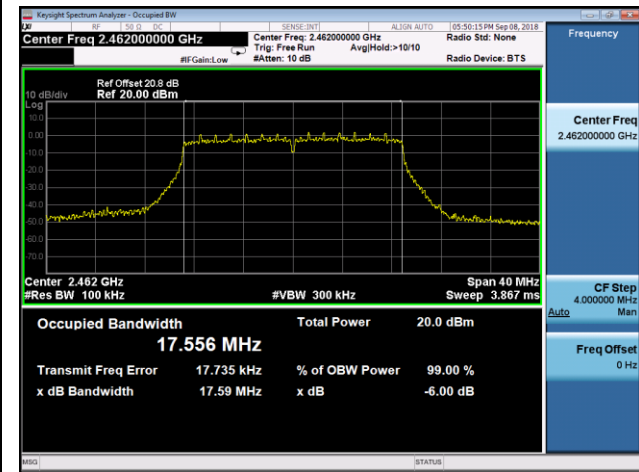 Keysight Spectrum Analyzer - Occupied BW
RF 50 Ω DC SENSE:INT ALIGN AUTO 05:50:15 PM Sep 08, 2018
Center Freq 2.462000000 GHz
Center Freq: 2.462000000 GHz
Radio Std: None
Trig: Free Run Avg|Hold:>10/10
#IFGain:Low #Atten: 10 dB Radio Device: BTS
Frequency
Ref Offset 20.8 dB
10 dB/div Ref 20.00 dBm
Log
10.0
0.00
-10.0
-20.0
-30.0
-40.0
-50.0
-60.0
-70.0
Center 2.462 GHz Span 40 MHz
#Res BW 100 kHz #VBW 300 kHz Sweep 3.867 ms
Occupied Bandwidth Total Power 20.0 dBm
17.556 MHz
Transmit Freq Error 17.735 kHz % of OBW Power 99.00 %
x dB Bandwidth 17.59 MHz x dB -6.00 dB
Center Freq
2.462000000 GHz
CF Step
4.000000 MHz
Auto Man
Freq Offset
0 Hz
MSG STATUS